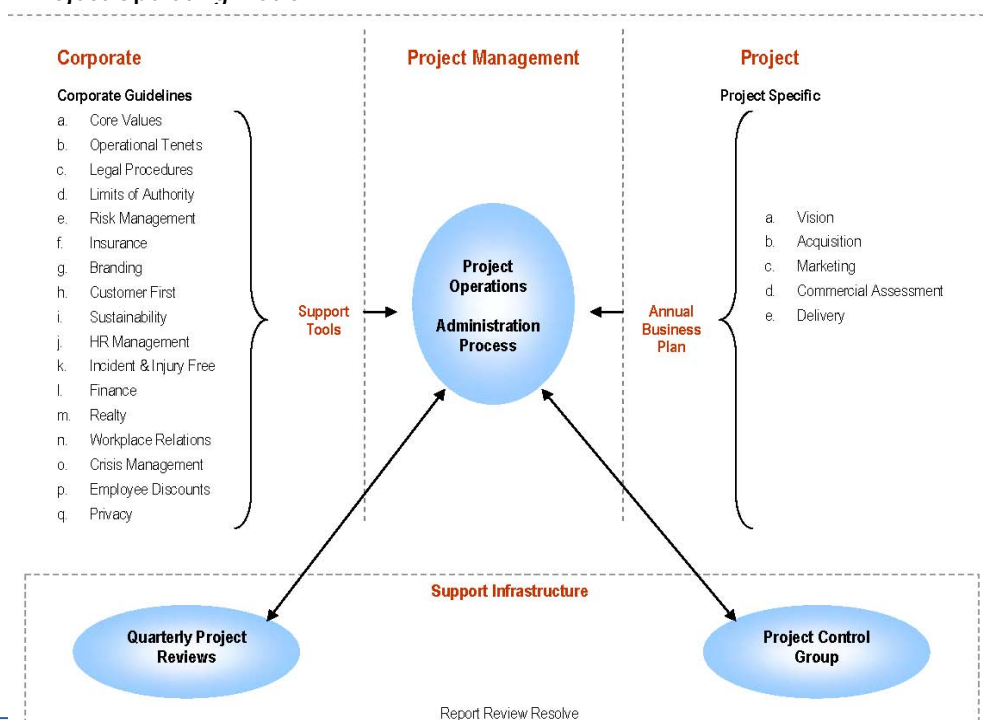 Corporate
Project Management
Project
Corporate Guidelines
a. Core Values
b. Operational Tenets
c. Legal Procedures
d. Limits of Authority
e. Risk Management
f. Insurance
g. Branding
h. Customer First
i. Sustainability
j. HR Management
k. Incident & Injury Free
l. Finance
m. Realty
n. Workplace Relations
o. Crisis Management
p. Employee Discounts
q. Privacy
Support
Tools
Project
Operations
Administration
Process
Annual
Business
Plan
Project Specific
a. Vision
b. Acquisition
c. Marketing
d. Commercial Assessment
e. Delivery
Support Infrastructure
Quarterly Project
Reviews
Project Control
Group
Report Review Resolve